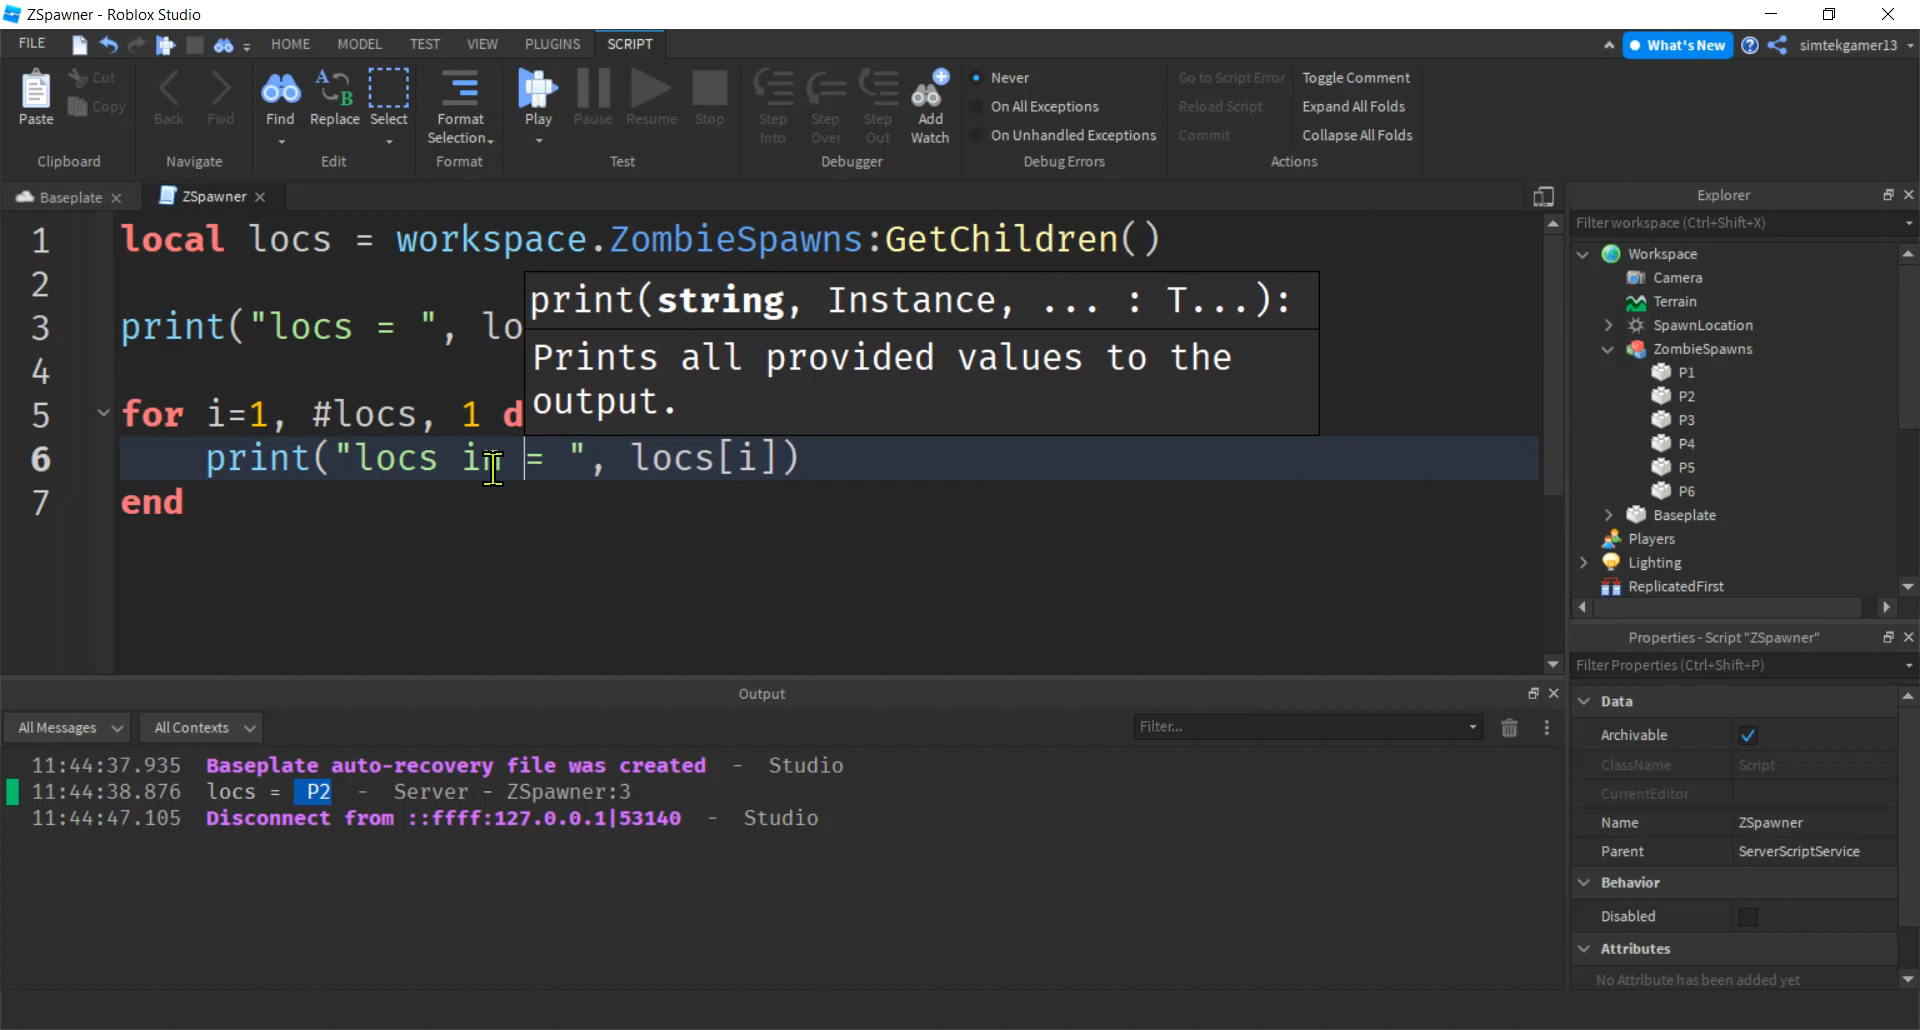 ZSpawner - Roblox Studio
FILE HOME MODEL TEST VIEW PLUGINS SCRIPT What's New simtekgamer13
Paste Cut Copy Back Fwd Find Replace Select Format Selection Play Pause Resume Stop Step Into Step Over Step Out Add Watch
Never
On All Exceptions
On Unhandled Exceptions
Go to Script Error
Reload Script
Commit
Toggle Comment
Expand All Folds
Collapse All Folds
Clipboard Navigate Edit Format Test Debugger Debug Errors Actions
Baseplate ZSpawner
1 local locs = workspace.ZombieSpawns:GetChildren()
2
3 print("locs = ", lo
4
5 for i=1, #locs, 1 d
6 print("locs in = ", locs[i])
7 end
print(string, Instance, ... : T...):
Prints all provided values to the
output.
Explorer
Filter workspace (Ctrl+Shift+X)
Workspace
Camera
Terrain
SpawnLocation
ZombieSpawns
P1
P2
P3
P4
P5
P6
Baseplate
Players
Lighting
ReplicatedFirst
Properties - Script "ZSpawner"
Filter Properties (Ctrl+Shift+P)
Data
Archivable
ClassName Script
CurrentEditor
Name ZSpawner
Parent ServerScriptService
Behavior
Disabled
Attributes
No Attribute has been added yet
Output
All Messages All Contexts Filter...
11:44:37.935 Baseplate auto-recovery file was created - Studio
11:44:38.876 locs = P2 - Server - ZSpawner:3
11:44:47.105 Disconnect from ::ffff:127.0.0.1|53140 - Studio